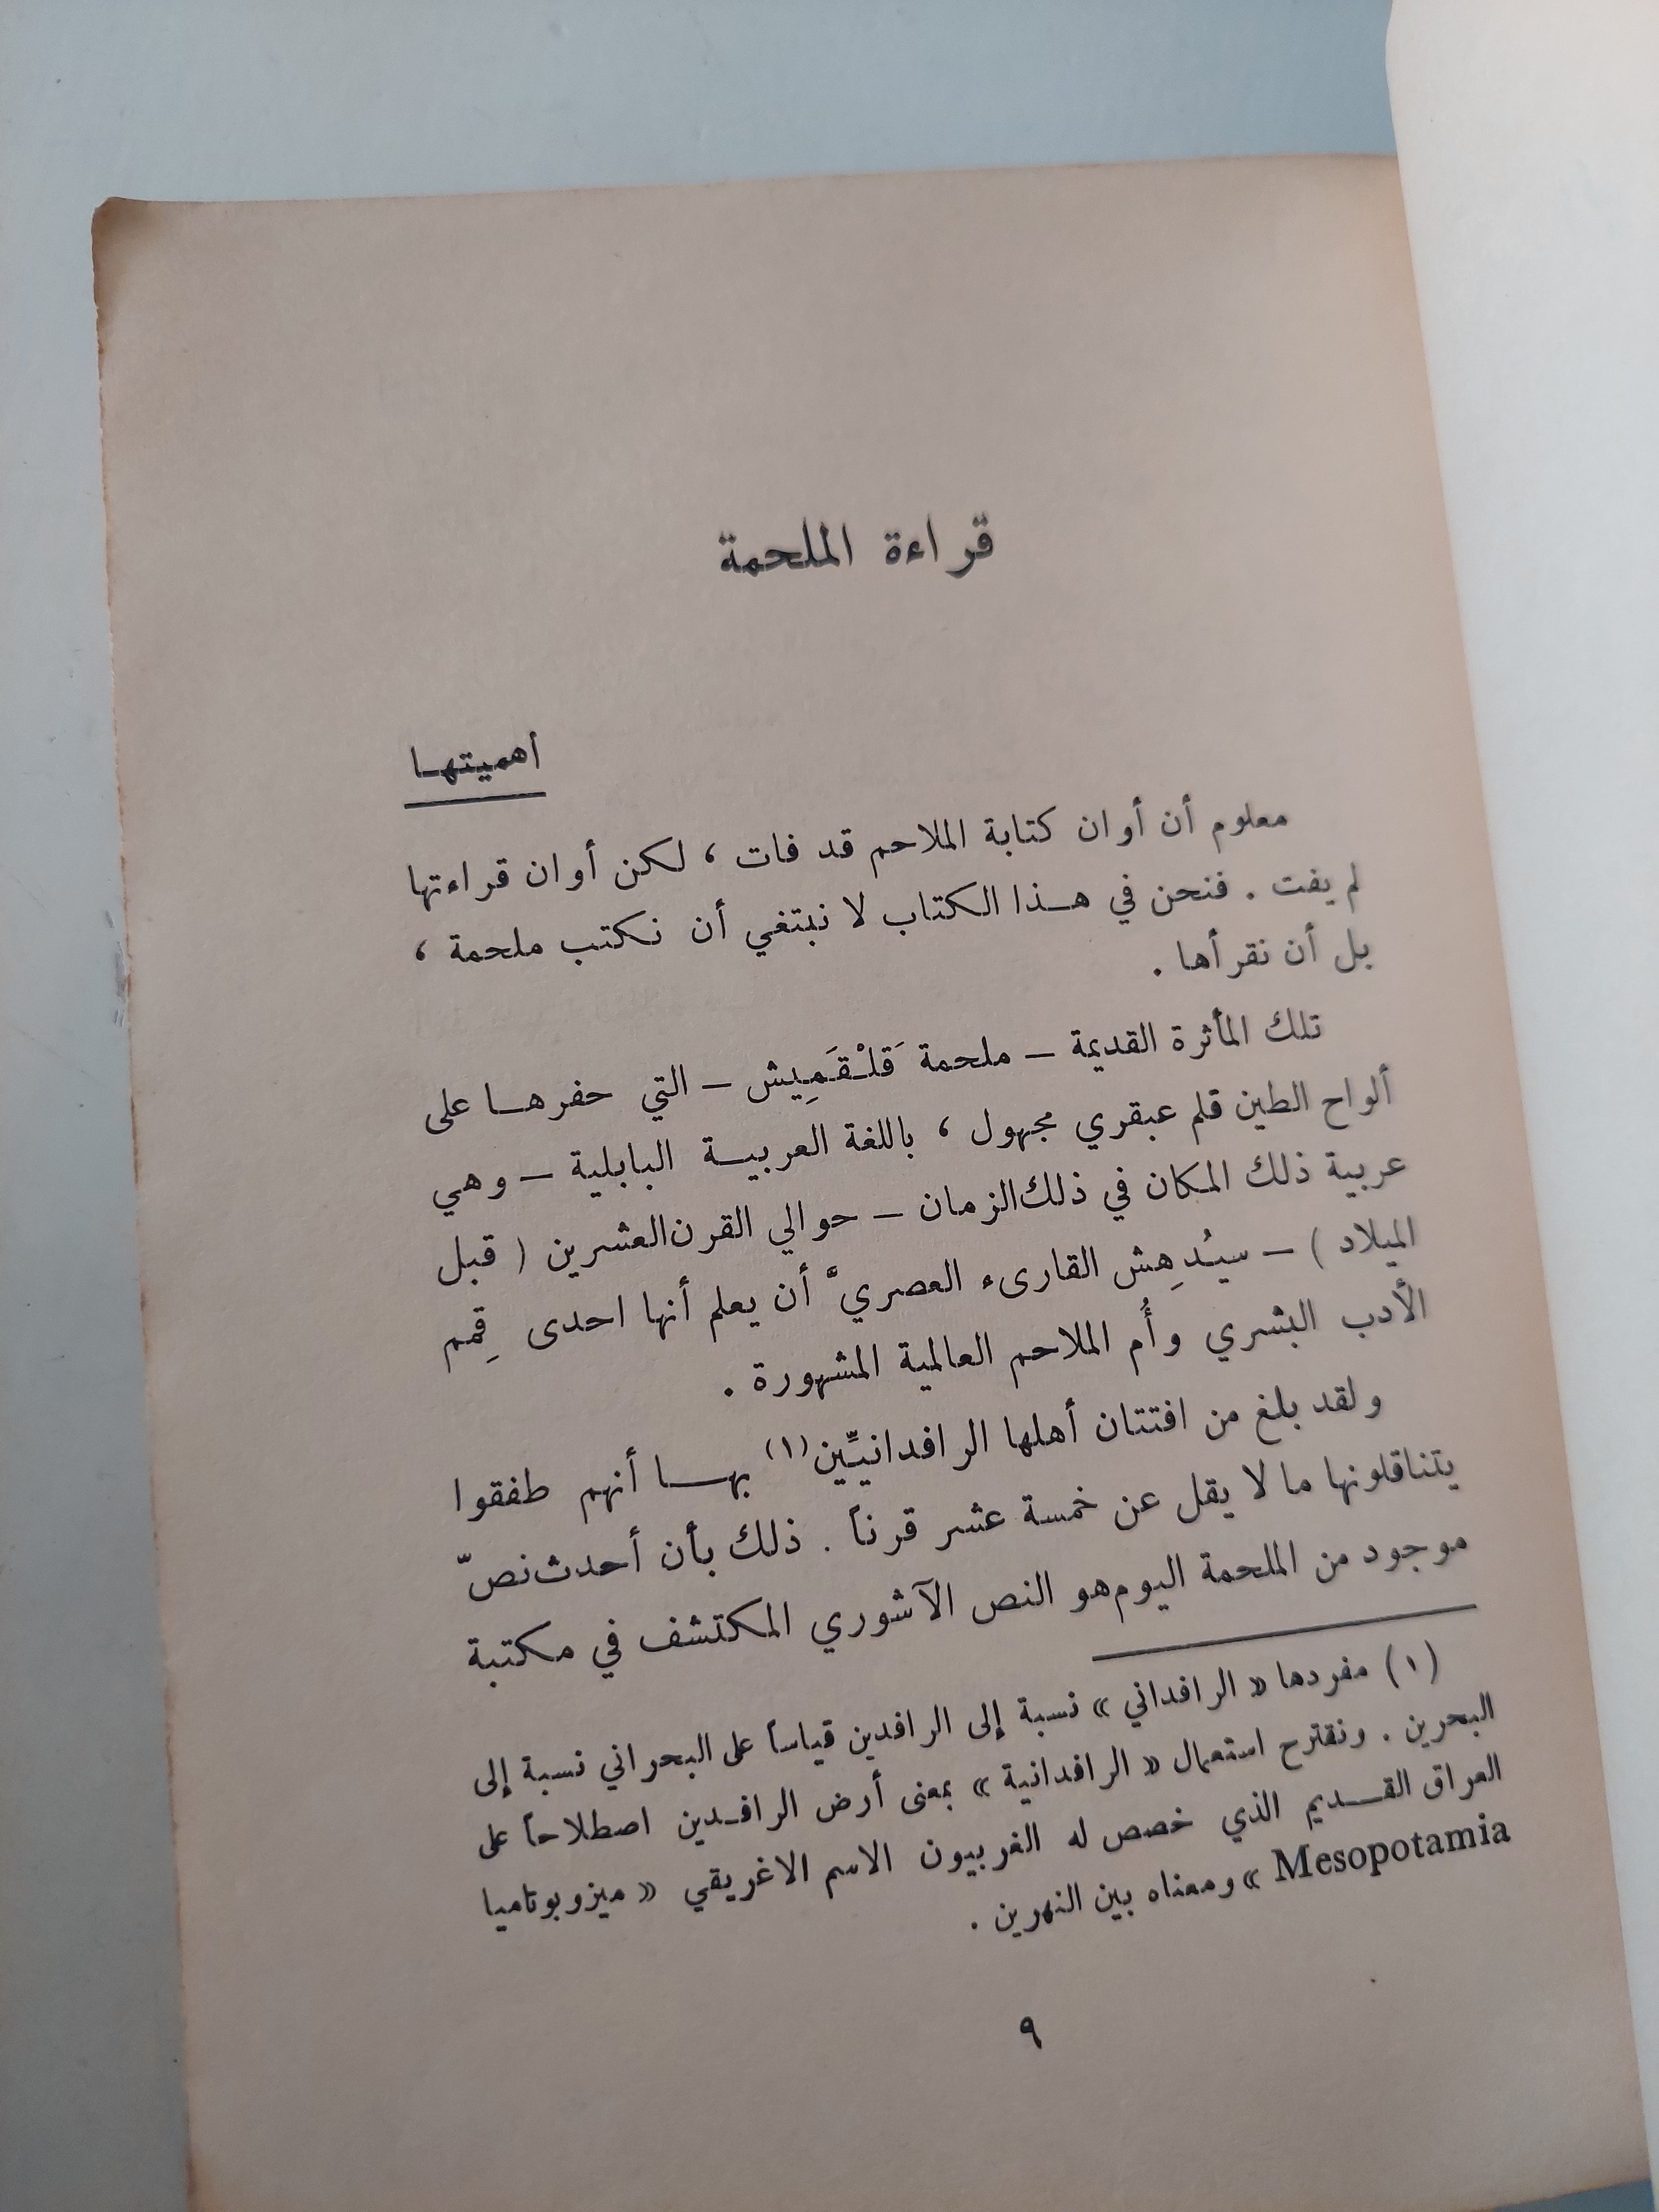 قراءة الملحمة
أهميتها
معلوم أن أوان كتابة الملاحم قد فات ، لكن أوان قراءتها
لم يفت . فنحن في هذا الكتاب لا نبتغي أن نكتب ملحمة ،
بل أن نقرأها .
تلك المأثرة القديمة – ملحمة قَلْقَمِيش – التي حفرها على
ألواح الطين قلم عبقري مجهول ، باللغة العربية البابلية – وهي
عربية ذلك المكان في ذلك الزمان – حوالي القرن العشرين ( قبل
الميلاد ) – سيُدهِش القارىء العصريَّ أن يعلم أنها احدى قِمم
الأدب البشري وأُم الملاحم العالمية المشهورة .
ولقد بلغ من افتتان أهلها الرافدانيِّين (١) بها أنهم طفقوا
يتناقلونها ما لا يقل عن خمسة عشر قرناً . ذلك بأن أحدث نصّ
موجود من الملحمة اليوم هو النص الآشوري المكتشف في مكتبة
(١) مفردها « الرافداني » نسبة إلى الرافدين قياساً على البحراني نسبة إلى
البحرين . ونقترح استعمال « الرافدانية » بمعنى أرض الرافدين اصطلاحاً على
العراق القديم الذي خصص له الغربيون الاسم الاغريقي « ميزوبوتاميا
Mesopotamia » ومعناه بين النهرين .
٩